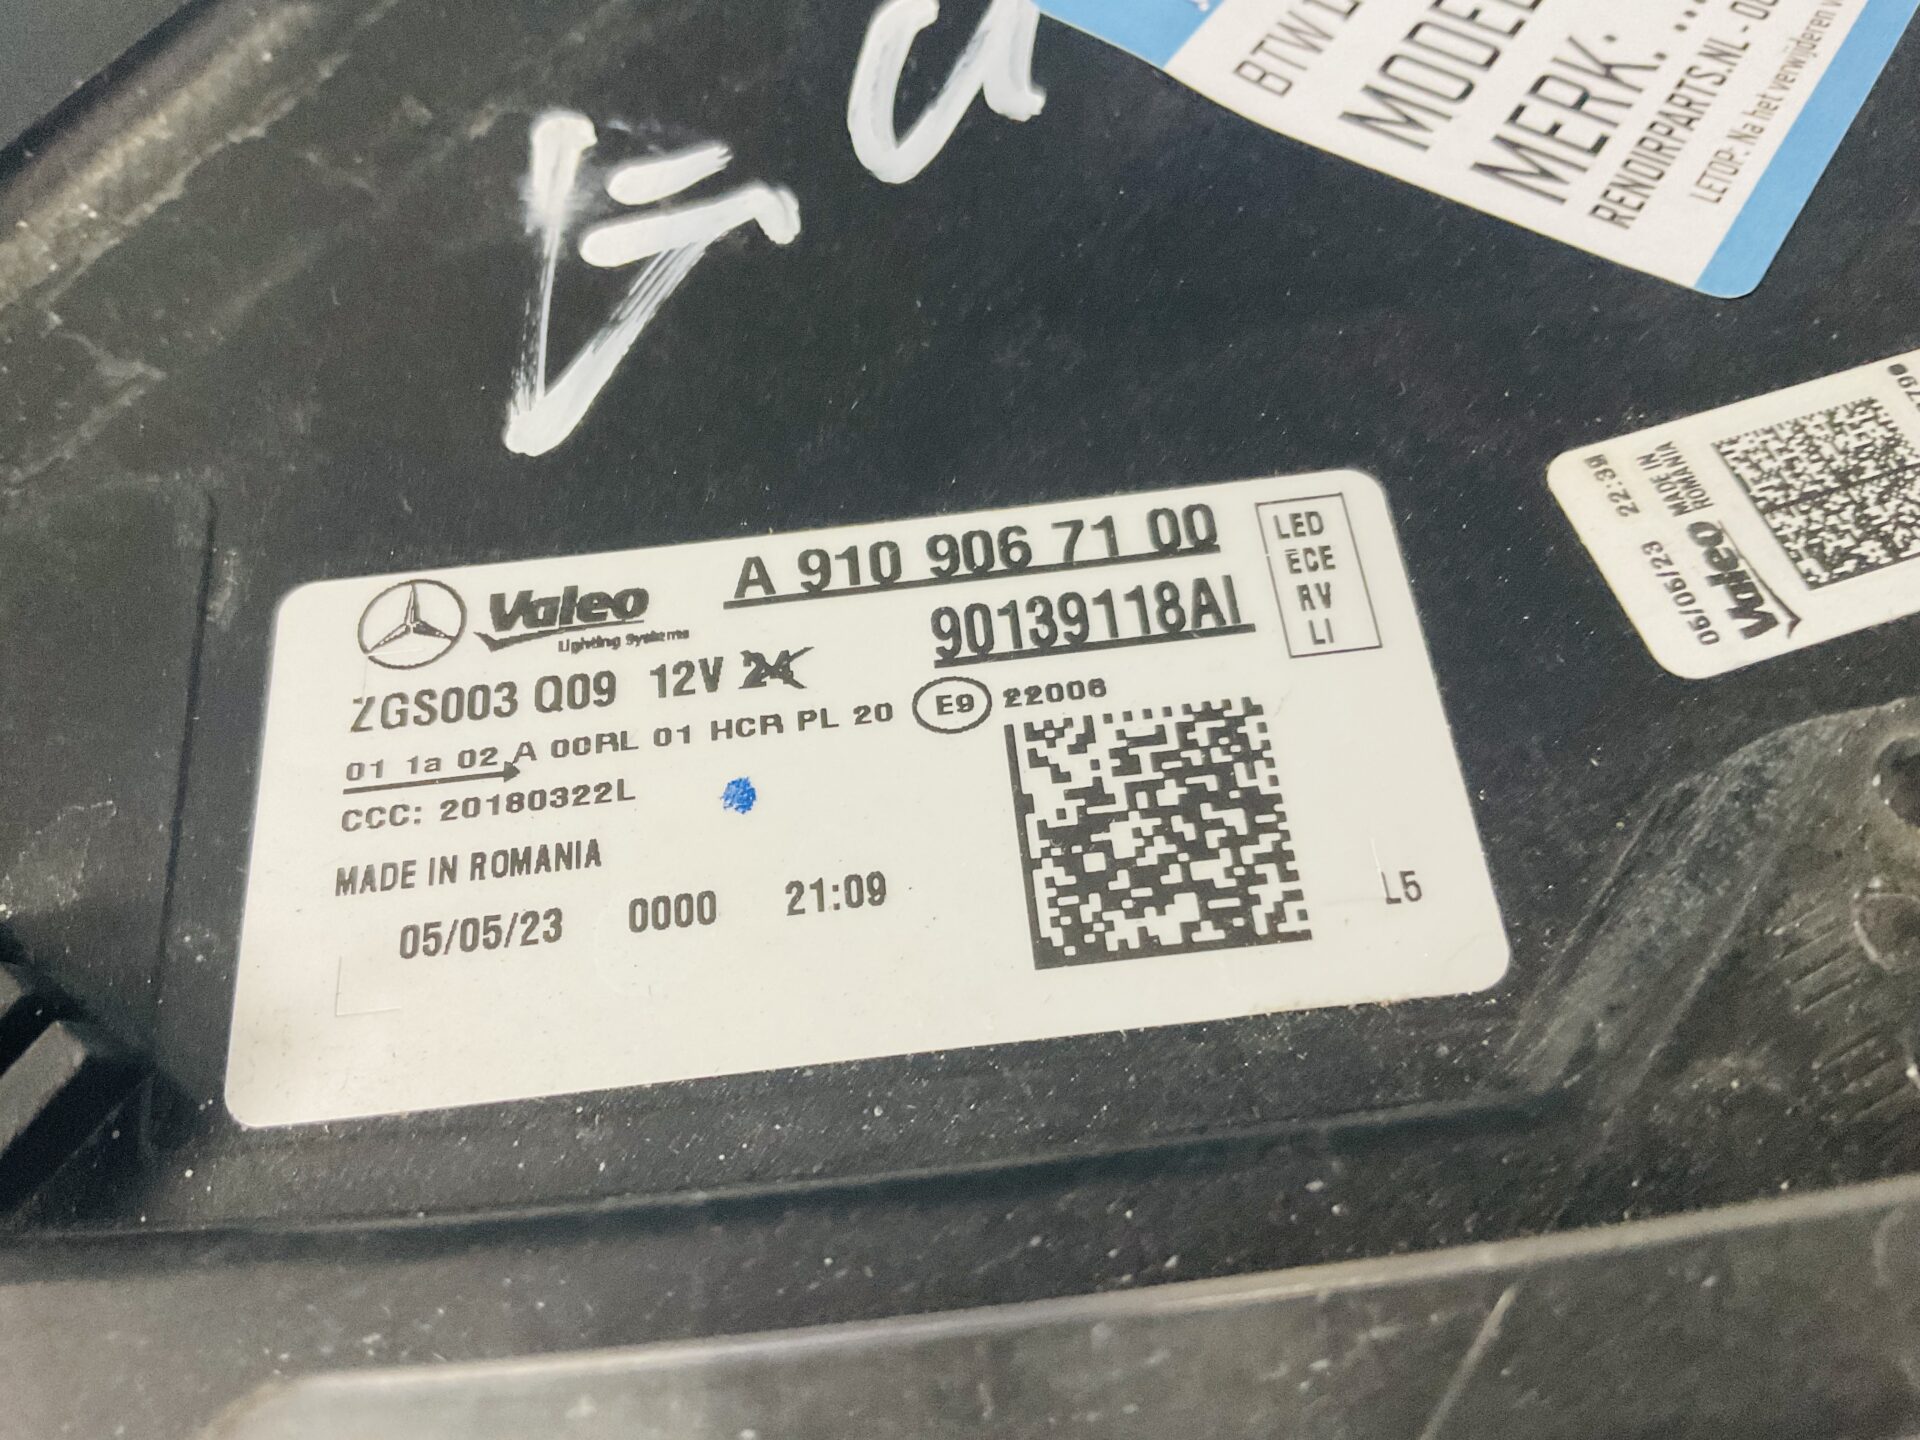 MERK:
RENOIRPARTS.NL
LETOP: Na het verwijderen
Valeo
Lighting Systems
A 910 906 71 00
90139118AI
LED
ECE
RV
LI
ZGS003 Q09 12V 24
01 1a 02 A 00RL 01 HCR PL 20 E9 22006
CCC: 20180322L
MADE IN ROMANIA
05/05/23 0000 21:09
L5
06/05/23 22:39
Valeo MADE IN
ROMANIA